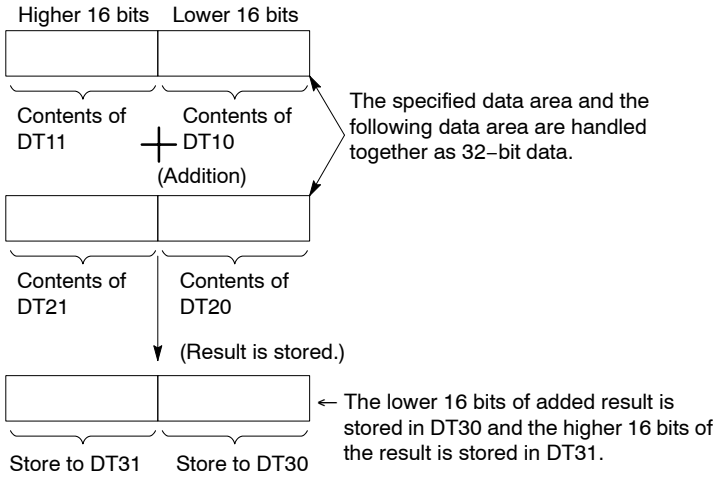 Higher 16 bits Lower 16 bits
Contents of
DT11
Contents of
DT10
+
(Addition)
The specified data area and the
following data area are handled
together as 32−bit data.
Contents of
DT21
Contents of
DT20
(Result is stored.)
The lower 16 bits of added result is
stored in DT30 and the higher 16 bits of
the result is stored in DT31.
Store to DT31 Store to DT30